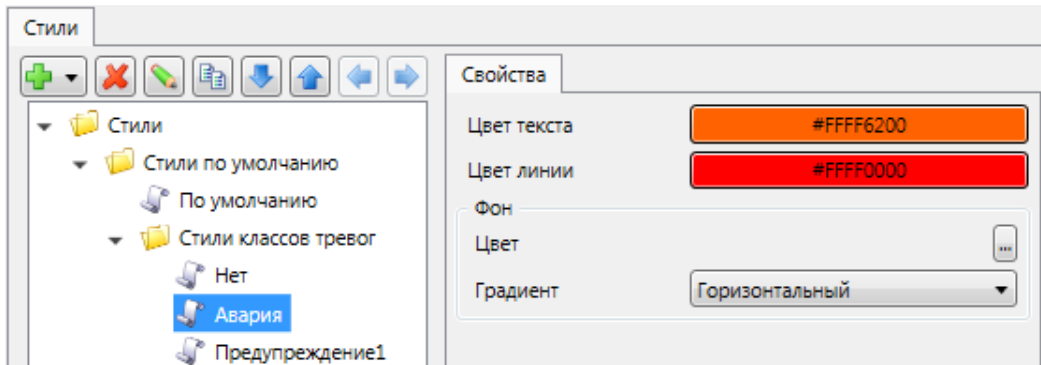 Стили
Свойства
Стили
Стили по умолчанию
По умолчанию
Стили классов тревог
Нет
Авария
Предупреждение1
Цвет текста #FFFF6200
Цвет линии #FFFF0000
Фон
Цвет ...
Градиент Горизонтальный